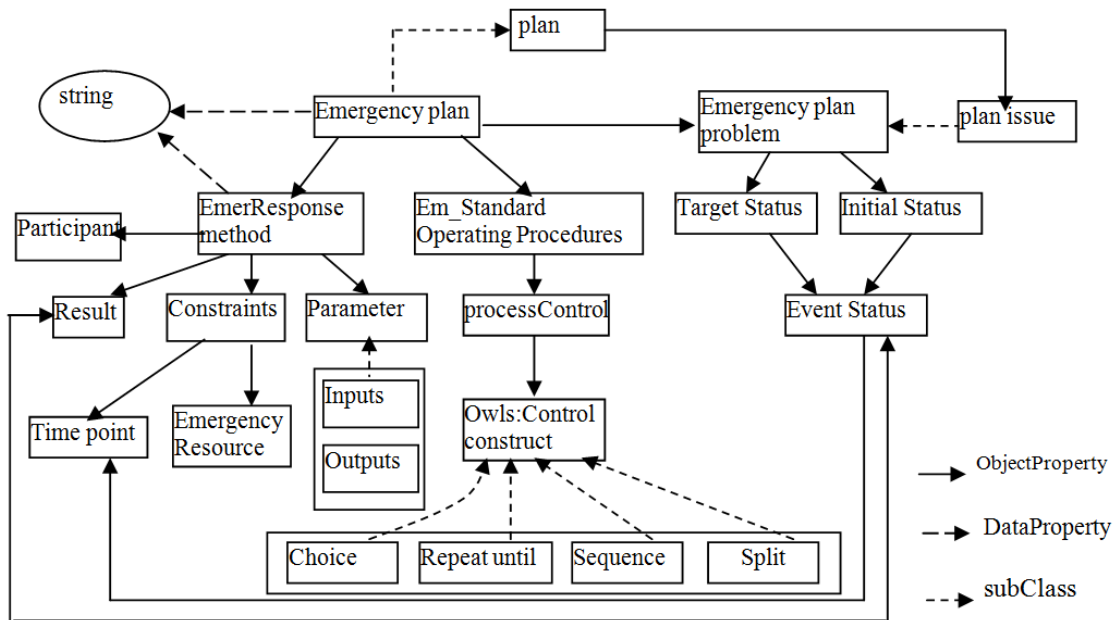 plan
string
Emergency plan
Emergency plan
problem
plan issue
EmerResponse
method
Em_Standard
Operating Procedures
Target Status
Initial Status
Participant
Result
Constraints
Parameter
processControl
Event Status
Inputs
Outputs
Time point
Emergency
Resource
Owls:Control
construct
ObjectProperty
DataProperty
subClass
Choice
Repeat until
Sequence
Split